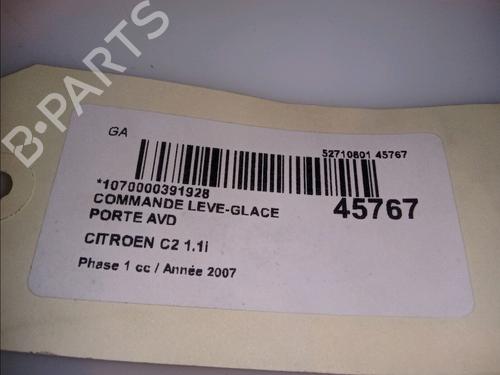 B-PARTS
GA
52710801 45767
*1070000391928
COMMANDE LEVE-GLACE
PORTE AVD
45767
CITROEN C2 1.1i
Phase 1 cc / Année 2007